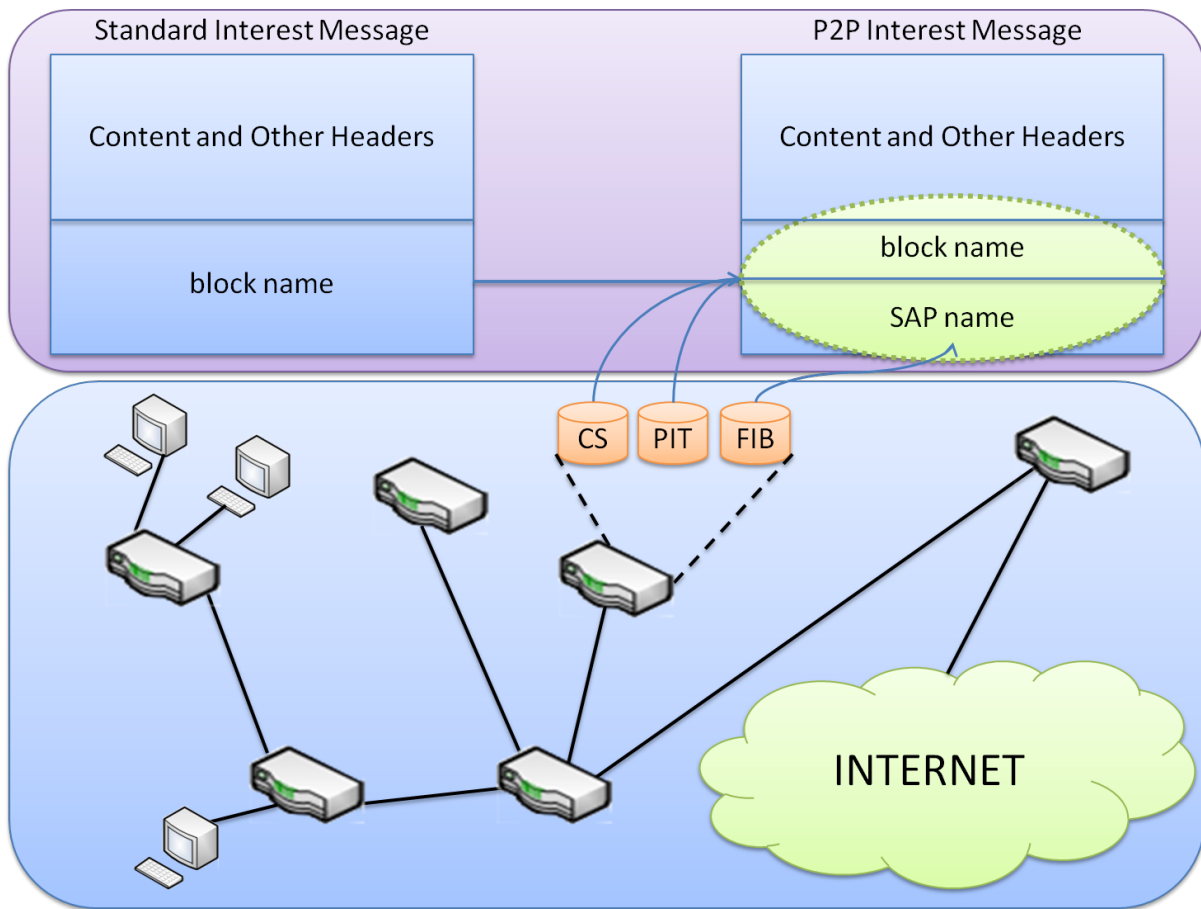 Standard Interest Message
P2P Interest Message
Content and Other Headers
Content and Other Headers
block name
block name
SAP name
CS
PIT
FIB
INTERNET